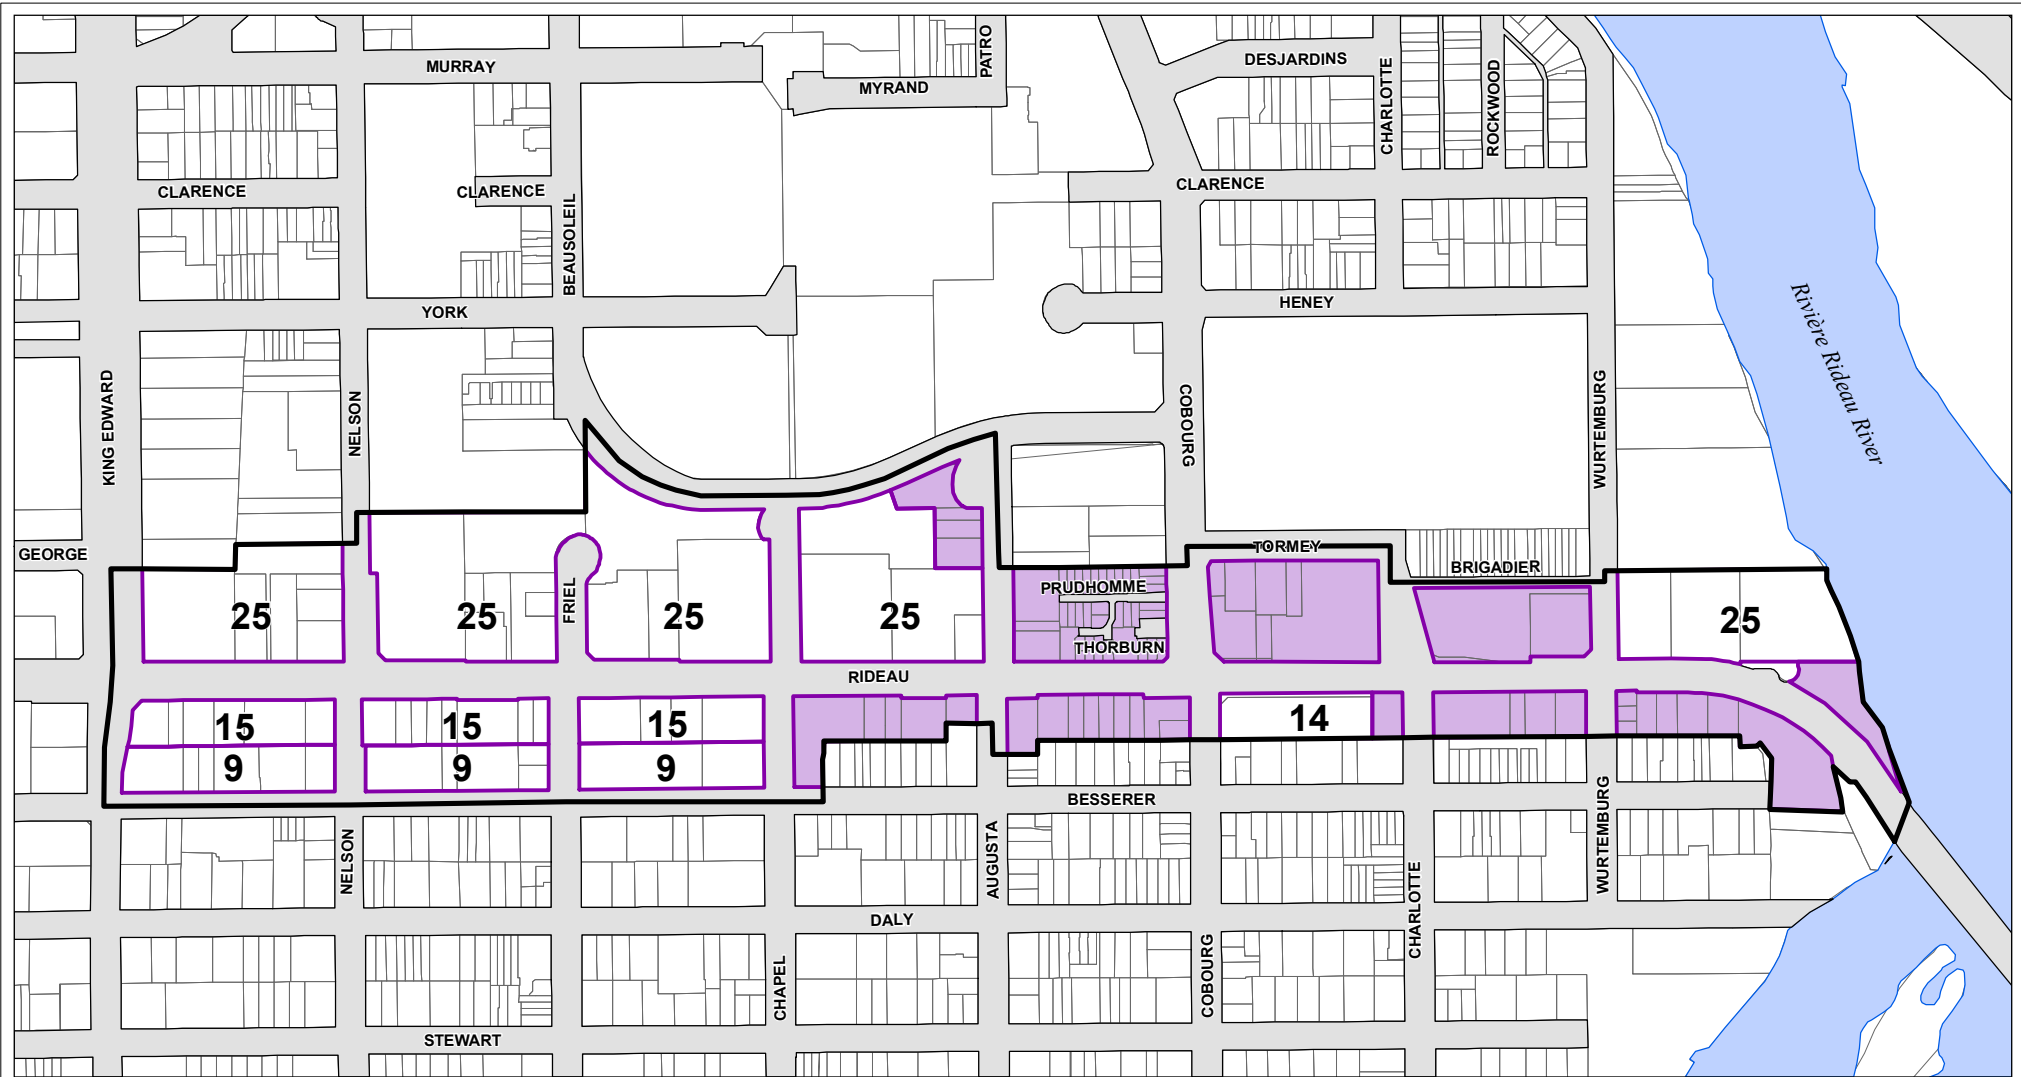 PATRO
MURRAY
DESJARDINS
MYRAND
CHARLOTTE
ROCKWOOD
CLARENCE
CLARENCE
CLARENCE
BEAUSOLEIL
YORK
HENEY
Rivière Rideau River
KING EDWARD
NELSON
COBOURG
WURTEMBURG
GEORGE
TORMEY
BRIGADIER
FRIEL
PRUDHOMME
25
25
25
25
25
THORBURN
RIDEAU
15
15
15
14
9
9
9
BESSERER
NELSON
AUGUSTA
WURTEMBURG
CHARLOTTE
DALY
CHAPEL
COBOURG
STEWART